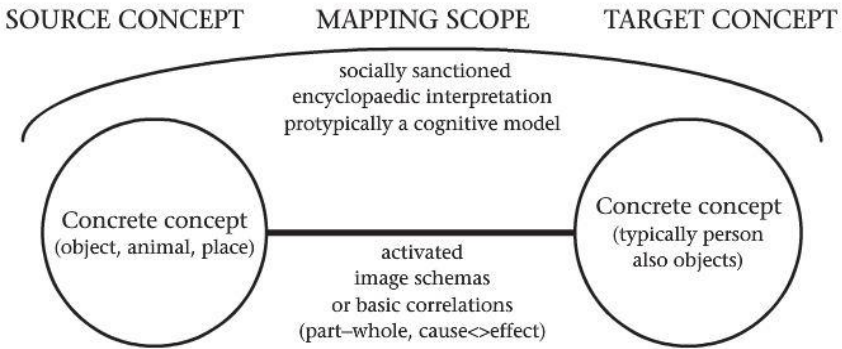 SOURCE CONCEPT MAPPING SCOPE TARGET CONCEPT
socially sanctioned
encyclopaedic interpretation
protypically a cognitive model
Concrete concept
(object, animal, place)
activated
image schemas
or basic correlations
(part–whole, cause<>effect)
Concrete concept
(typically person
also objects)